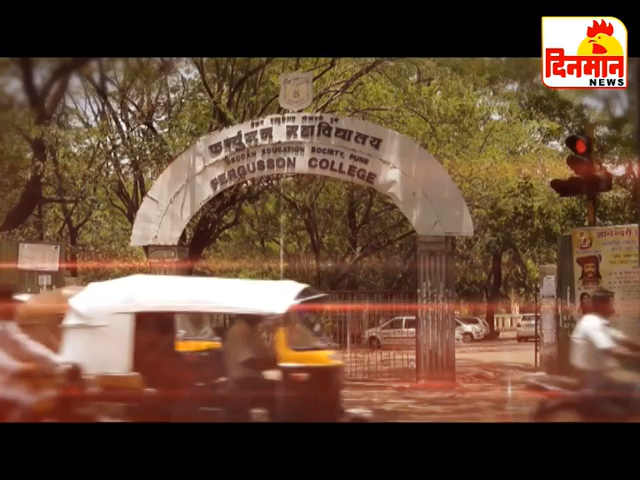 दिनमान
NEWS
फर्ग्युसन महाविद्यालय
DECCAN EDUCATION SOCIETY, PUNE
FERGUSSON COLLEGE